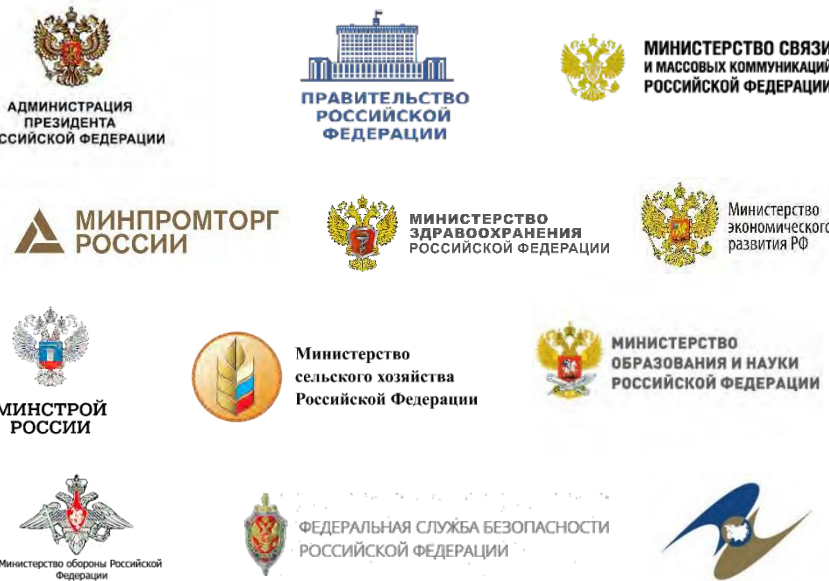 АДМИНИСТРАЦИЯ
ПРЕЗИДЕНТА
ССИЙСКОЙ ФЕДЕРАЦИИ
ПРАВИТЕЛЬСТВО
РОССИЙСКОЙ
ФЕДЕРАЦИИ
МИНИСТЕРСТВО СВЯЗИ
И МАССОВЫХ КОММУНИКАЦИЙ
РОССИЙСКОЙ ФЕДЕРАЦИИ
МИНПРОМТОРГ
РОССИИ
МИНИСТЕРСТВО
ЗДРАВООХРАНЕНИЯ
РОССИЙСКОЙ ФЕДЕРАЦИИ
Министерство
экономического
развития РФ
МИНСТРОЙ
РОССИИ
Министерство
сельского хозяйства
Российской Федерации
МИНИСТЕРСТВО
ОБРАЗОВАНИЯ И НАУКИ
РОССИЙСКОЙ ФЕДЕРАЦИИ
Министерство обороны Российской
Федерации
ФЕДЕРАЛЬНАЯ СЛУЖБА БЕЗОПАСНОСТИ
РОССИЙСКОЙ ФЕДЕРАЦИИ